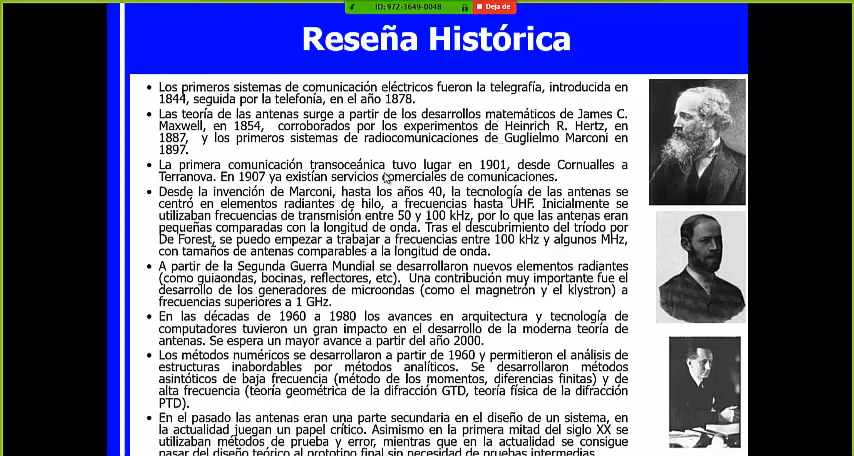 ID: 972-3649-0048
Deja de
Reseña Histórica
• Los primeros sistemas de comunicación eléctricos fueron la telegrafía, introducida en
1844, seguida por la telefonía, en el año 1878.
• Las teoría de las antenas surge a partir de los desarrollos matemáticos de James C.
Maxwell, en 1854, corroborados por los experimentos de Heinrich R. Hertz, en
1887, y los primeros sistemas de radiocomunicaciones de Guglielmo Marconi en
1897.
• La primera comunicación transoceánica tuvo lugar en 1901, desde Cornualles a
Terranova. En 1907 ya existían servicios comerciales de comunicaciones.
• Desde la invención de Marconi, hasta los años 40, la tecnología de las antenas se
centró en elementos radiantes de hilo, a frecuencias hasta UHF. Inicialmente se
utilizaban frecuencias de transmisión entre 50 y 100 kHz, por lo que las antenas eran
pequeñas comparadas con la longitud de onda. Tras el descubrimiento del tríodo por
De Forest, se puedo empezar a trabajar a frecuencias entre 100 kHz y algunos MHz,
con tamaños de antenas comparables a la longitud de onda.
• A partir de la Segunda Guerra Mundial se desarrollaron nuevos elementos radiantes
(como guiaondas, bocinas, reflectores, etc). Una contribución muy importante fue el
desarrollo de los generadores de microondas (como el magnetrón y el klystron) a
frecuencias superiores a 1 GHz.
• En las décadas de 1960 a 1980 los avances en arquitectura y tecnología de
computadores tuvieron un gran impacto en el desarrollo de la moderna teoría de
antenas. Se espera un mayor avance a partir del año 2000.
• Los métodos numéricos se desarrollaron a partir de 1960 y permitieron el análisis de
estructuras inabordables por métodos analíticos. Se desarrollaron métodos
asintóticos de baja frecuencia (método de los momentos, diferencias finitas) y de
alta frecuencia (teoría geométrica de la difracción GTD, teoría física de la difracción
PTD).
• En el pasado las antenas eran una parte secundaria en el diseño de un sistema, en
la actualidad juegan un papel crítico. Asimismo en la primera mitad del siglo XX se
utilizaban métodos de prueba y error, mientras que en la actualidad se consigue
pasar del diseño teórico al prototipo final sin necesidad de pruebas intermedias.